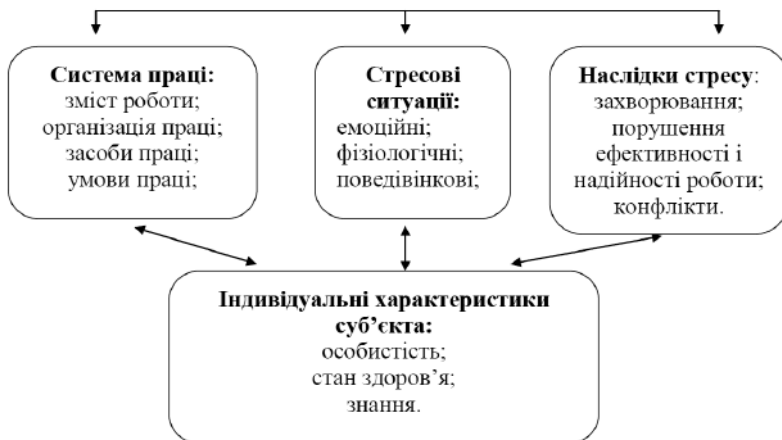 Система праці:
зміст роботи;
організація праці;
засоби праці;
умови праці;
Стресові
ситуації:
емоційні;
фізіологічні;
поведівінкові;
Наслідки стресу:
захворювання;
порушення
ефективності і
надійності роботи;
конфлікти.
Індивідуальні характеристики
суб’єкта:
особистість;
стан здоров’я;
знання.